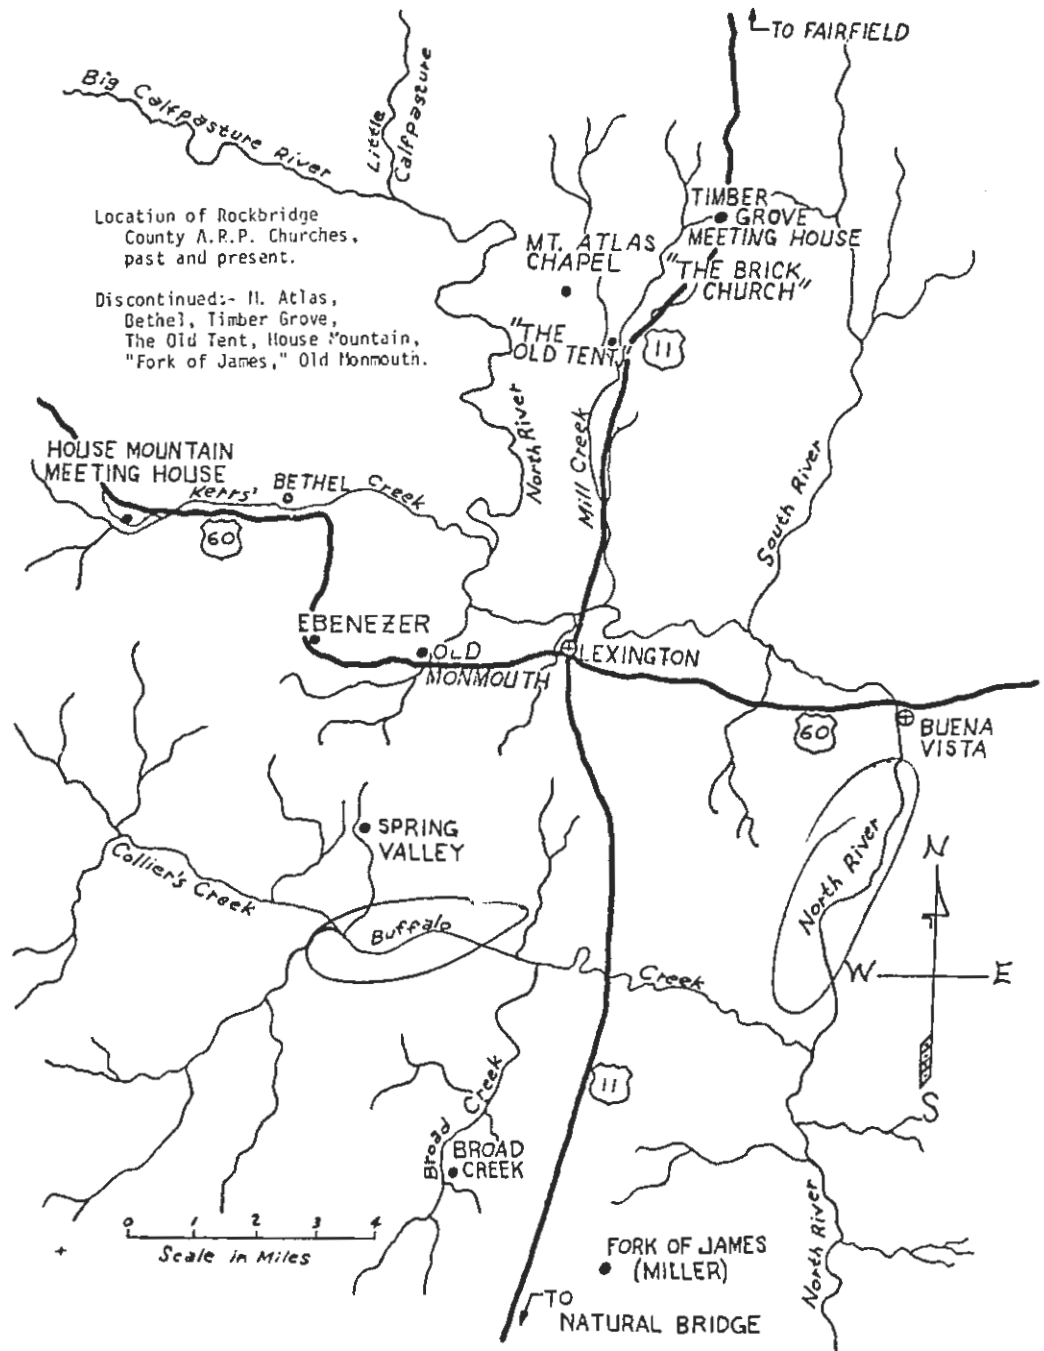 TO FAIRFIELD
Big Calfpasture River
Little
Calfpasture
Location of Rockbridge
County A.R.P. Churches,
past and present.
Discontinued:- M. Atlas,
Bethel, Timber Grove,
The Old Tent, House Mountain,
"Fork of James," Old Monmouth.
TIMBER
GROVE
MEETING HOUSE
MT. ATLAS
CHAPEL
"THE BRICK
CHURCH"
"THE
OLD TENT"
11
North River
Mill Creek
South River
HOUSE MOUNTAIN
MEETING HOUSE
Kerrs' Creek
BETHEL
60
EBENEZER
OLD
MONMOUTH
LEXINGTON
60
BUENA
VISTA
SPRING
VALLEY
Collier's Creek
Buffalo
Creek
North River
N
W E
S
11
Broad Creek
BROAD
CREEK
0 1 2 3 4
Scale in Miles
FORK OF JAMES
(MILLER)
North River
TO
NATURAL BRIDGE